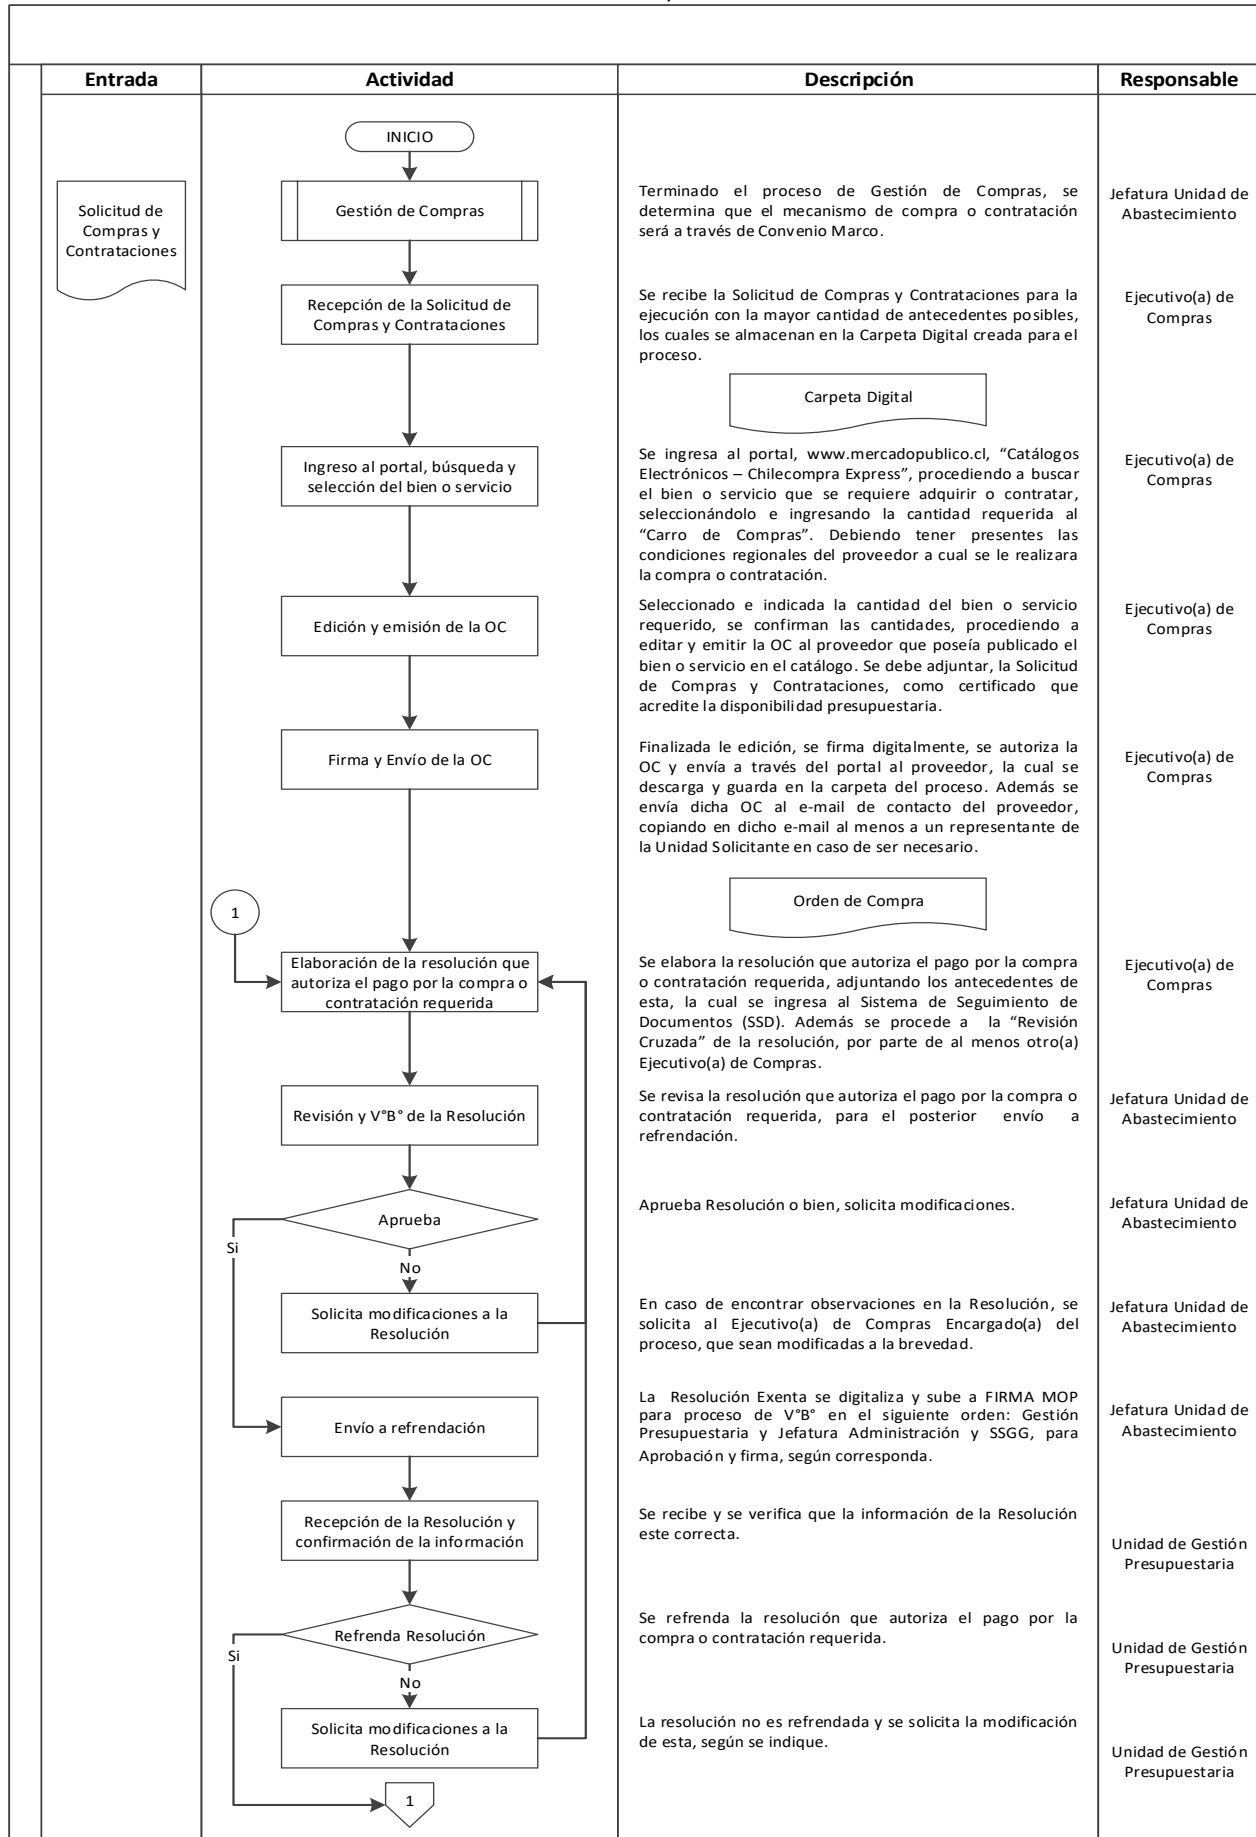 Entrada
Actividad
Descripción
Responsable
INICIO
Solicitud de
Compras y
Contrataciones
Gestión de Compras
Terminado el proceso de Gestión de Compras, se
determina que el mecanismo de compra o contratación
será a través de Convenio Marco.
Jefatura Unidad de
Abastecimiento
Recepción de la Solicitud de
Compras y Contrataciones
Se recibe la Solicitud de Compras y Contrataciones para la
ejecución con la mayor cantidad de antecedentes posibles,
los cuales se almacenan en la Carpeta Digital creada para el
proceso.
Ejecutivo(a) de
Compras
Carpeta Digital
Ingreso al portal, búsqueda y
selección del bien o servicio
Se ingresa al portal, www.mercadopublico.cl, “Catálogos
Electrónicos – Chilecompra Express”, procediendo a buscar
el bien o servicio que se requiere adquirir o contratar,
seleccionándolo e ingresando la cantidad requerida al
“Carro de Compras”. Debiendo tener presentes las
condiciones regionales del proveedor a cual se le realizara
la compra o contratación.
Ejecutivo(a) de
Compras
Edición y emisión de la OC
Seleccionado e indicada la cantidad del bien o servicio
requerido, se confirman las cantidades, procediendo a
editar y emitir la OC al proveedor que poseía publicado el
bien o servicio en el catálogo. Se debe adjuntar, la Solicitud
de Compras y Contrataciones, como certificado que
acredite la disponibilidad presupuestaria.
Ejecutivo(a) de
Compras
Firma y Envío de la OC
Finalizada le edición, se firma digitalmente, se autoriza la
OC y envía a través del portal al proveedor, la cual se
descarga y guarda en la carpeta del proceso. Además se
envía dicha OC al e-mail de contacto del proveedor,
copiando en dicho e-mail al menos a un representante de
la Unidad Solicitante en caso de ser necesario.
Ejecutivo(a) de
Compras
Orden de Compra
1
Elaboración de la resolución que
autoriza el pago por la compra o
contratación requerida
Se elabora la resolución que autoriza el pago por la compra
o contratación requerida, adjuntando los antecedentes de
esta, la cual se ingresa al Sistema de Seguimiento de
Documentos (SSD). Además se procede a la “Revisión
Cruzada” de la resolución, por parte de al menos otro(a)
Ejecutivo(a) de Compras.
Ejecutivo(a) de
Compras
Revisión y V°B° de la Resolución
Se revisa la resolución que autoriza el pago por la compra o
contratación requerida, para el posterior envío a
refrendación.
Jefatura Unidad de
Abastecimiento
Aprueba
Si
No
Aprueba Resolución o bien, solicita modificaciones.
Jefatura Unidad de
Abastecimiento
Solicita modificaciones a la
Resolución
En caso de encontrar observaciones en la Resolución, se
solicita al Ejecutivo(a) de Compras Encargado(a) del
proceso, que sean modificadas a la brevedad.
Jefatura Unidad de
Abastecimiento
Envío a refrendación
La Resolución Exenta se digitaliza y sube a FIRMA MOP
para proceso de V°B° en el siguiente orden: Gestión
Presupuestaria y Jefatura Administración y SSGG, para
Aprobación y firma, según corresponda.
Jefatura Unidad de
Abastecimiento
Recepción de la Resolución y
confirmación de la información
Se recibe y se verifica que la información de la Resolución
este correcta.
Unidad de Gestión
Presupuestaria
Refrenda Resolución
Si
No
Se refrenda la resolución que autoriza el pago por la
compra o contratación requerida.
Unidad de Gestión
Presupuestaria
Solicita modificaciones a la
Resolución
La resolución no es refrendada y se solicita la modificación
de esta, según se indique.
Unidad de Gestión
Presupuestaria
1